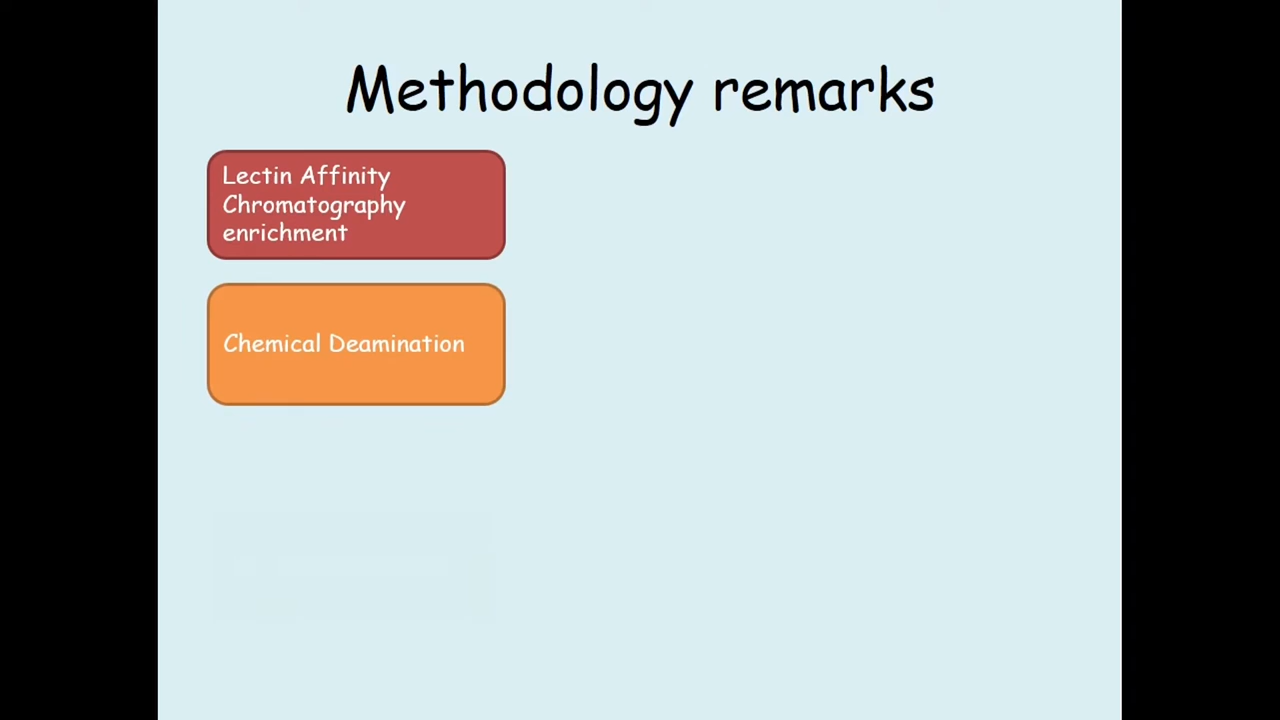 Methodology remarks
Lectin Affinity
Chromatography
enrichment
Chemical Deamination